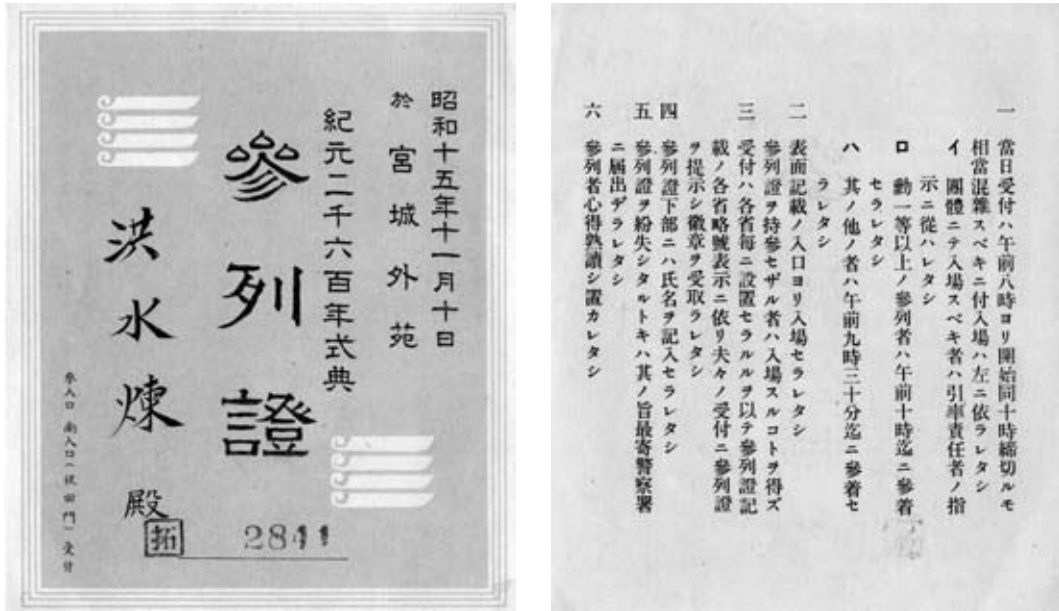 昭和十五年十一月十日
於宮城外苑
紀元二千六百年式典
參列證
洪水煉殿
拓
南入口(祝田門)受付
一 當日受付ハ午前八時ヨリ開始同十時締切ルモ
相當混雜スベキニ付入場ハ左ニ依ラレタシ
イ 團體ニテ入場スベキ者ハ引率責任者ノ指
示ニ從ハレタシ
ロ 勳一等以上ノ參列者ハ午前十時迄ニ參着
セラレタシ
ハ 其ノ他ノ者ハ午前九時三十分迄ニ參着セ
ラレタシ
二 表面記載ノ入口ヨリ入場セラレタシ
參列證ヲ持參セザル者ハ入場スルコトヲ得ズ
三 受付ハ各省每ニ設置セラルルヲ以テ參列證記
載ノ各省略號表示ニ依リ夫々ノ受付ニ參列證
ヲ提示シ徽章ヲ受取ラレタシ
四 參列證下部ニハ氏名ヲ記入セラレタシ
五 參列證ヲ紛失シタルトキハ其ノ旨最寄警察署
ニ屆出デラレタシ
六 參列者心得熟讀シ置カレタシ